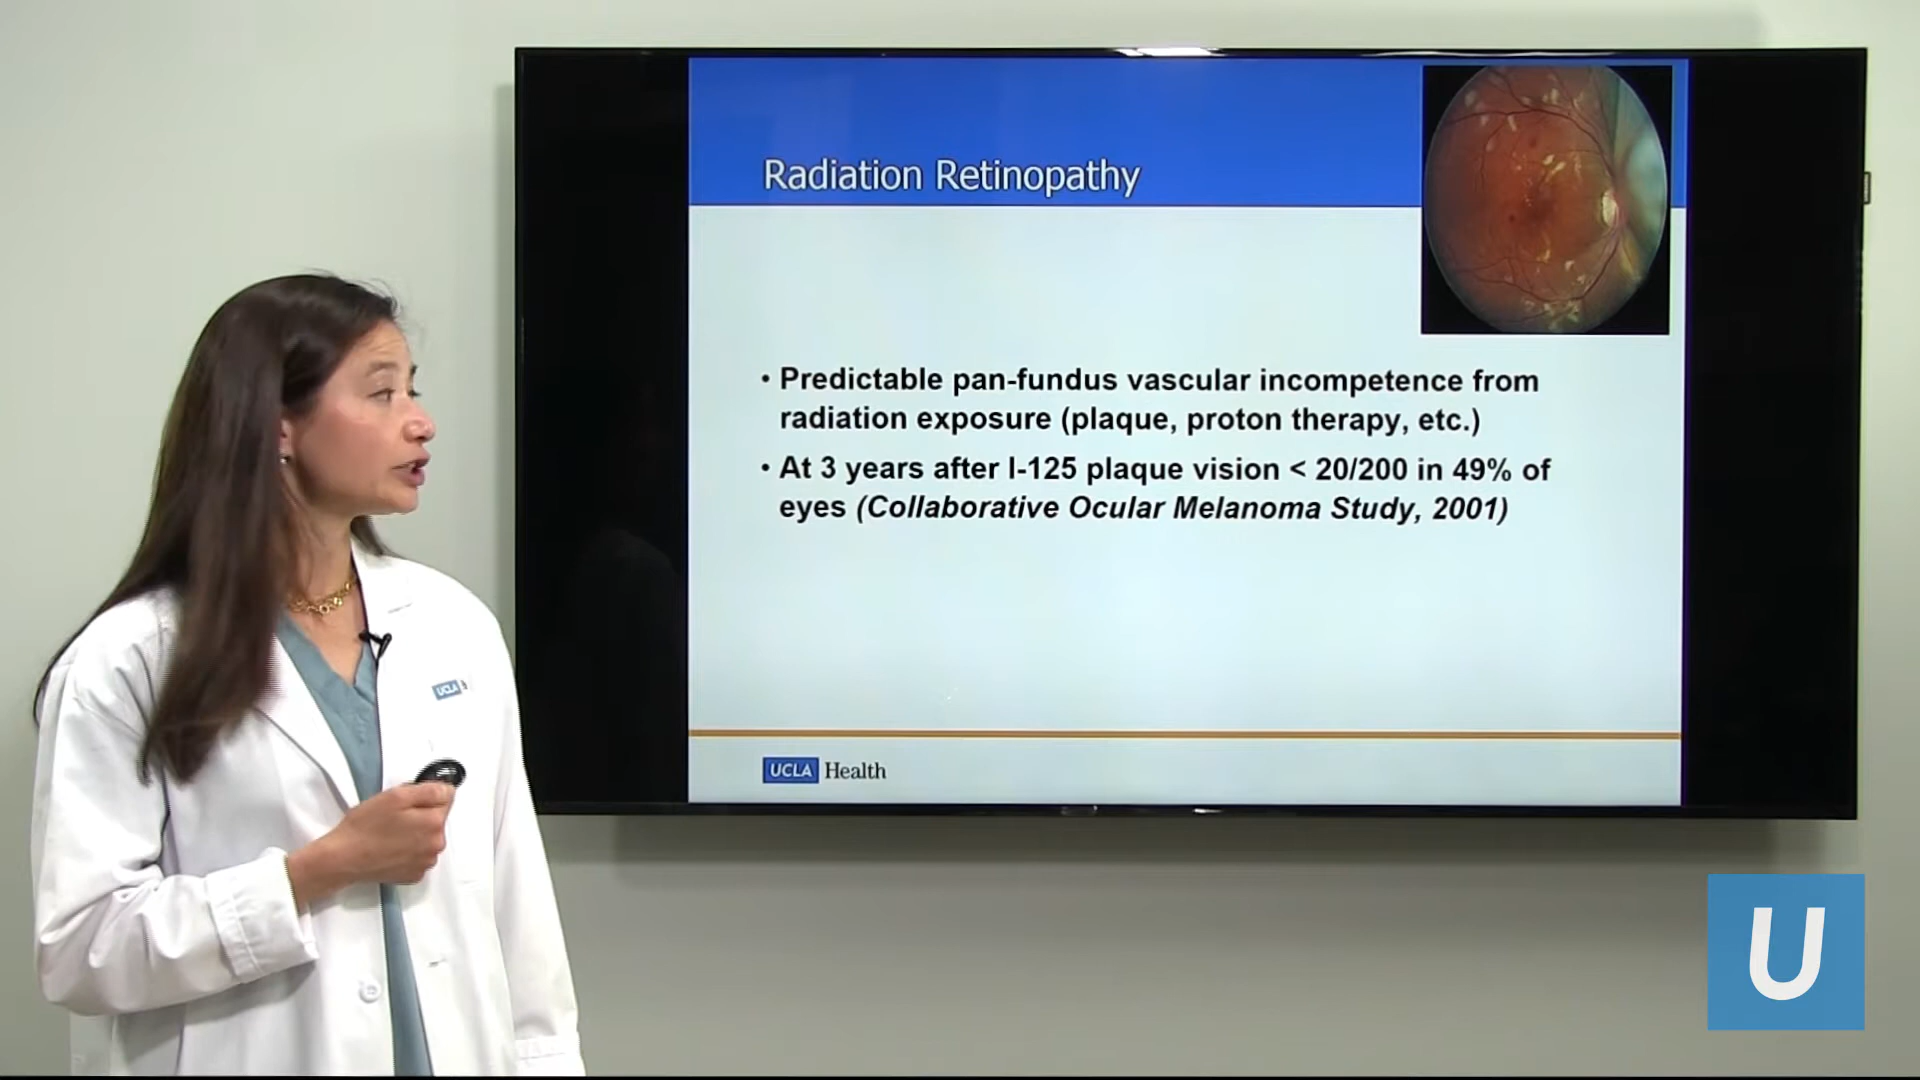 Radiation Retinopathy
• Predictable pan-fundus vascular incompetence from
radiation exposure (plaque, proton therapy, etc.)
• At 3 years after I-125 plaque vision < 20/200 in 49% of
eyes (Collaborative Ocular Melanoma Study, 2001)
UCLA Health
UCLA
U